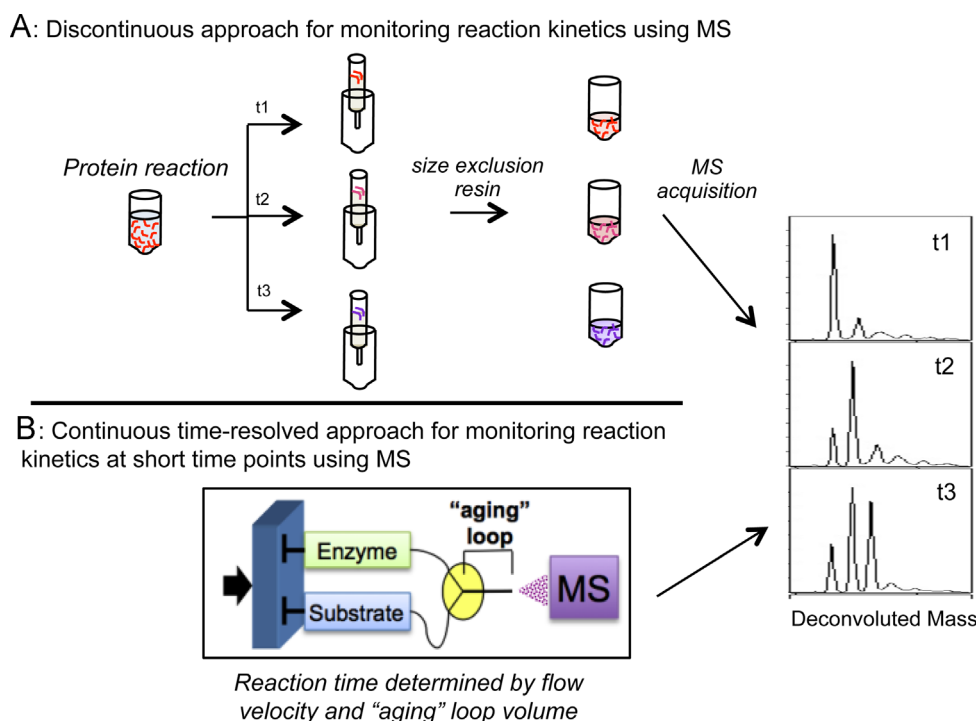 A: Discontinuous approach for monitoring reaction kinetics using MS
t1
Protein reaction
t2
t3
size exclusion
resin
MS
acquisition
t1
t2
t3
Deconvoluted Mass
B: Continuous time-resolved approach for monitoring reaction
kinetics at short time points using MS
Enzyme
Substrate
“aging”
loop
MS
Reaction time determined by flow
velocity and “aging” loop volume